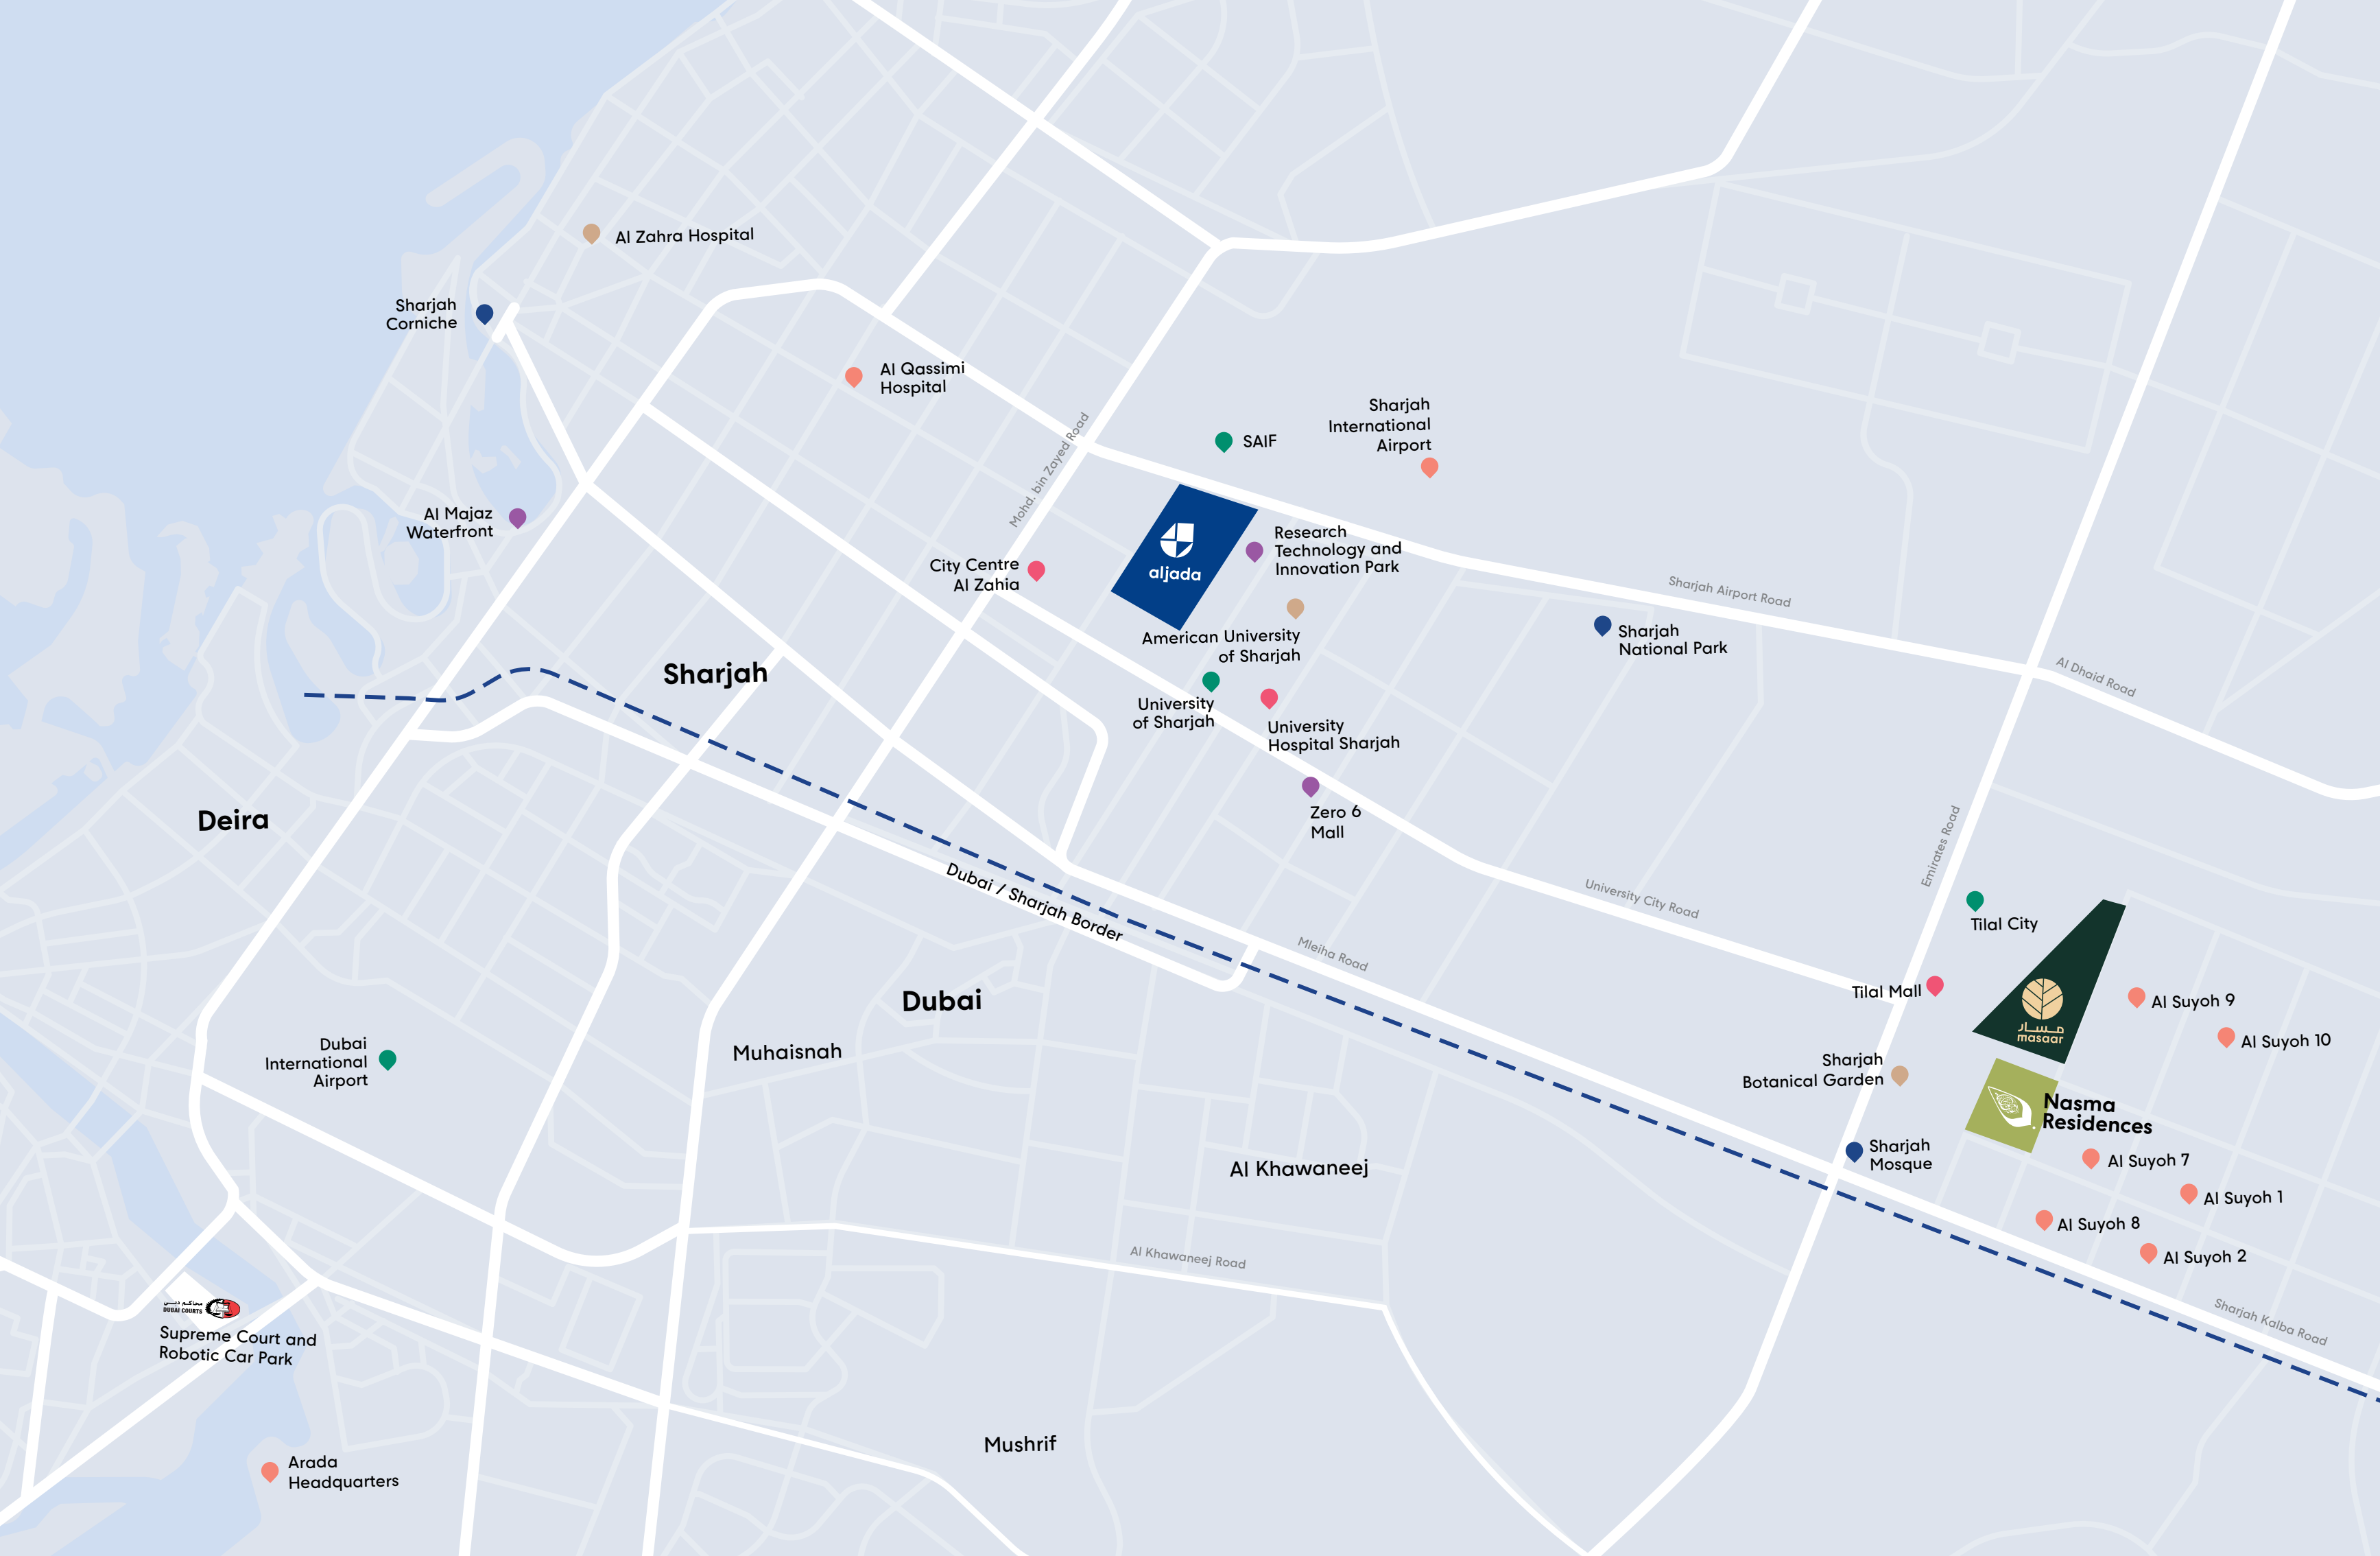 Al Zahra Hospital
Sharjah
Corniche
Al Qassimi
Hospital
Mohd. bin Zayed Road
SAIF
Sharjah
International
Airport
Al Majaz
Waterfront
City Centre
Al Zahia
aljada
Research
Technology and
Innovation Park
American University
of Sharjah
Sharjah Airport Road
Sharjah
National Park
Al Dhaid Road
Sharjah
University
of Sharjah
University
Hospital Sharjah
Zero 6
Mall
Deira
Dubai / Sharjah Border
University City Road
Emirates Road
Mleiha Road
Tilal City
Tilal Mall
مسار
masaar
Al Suyoh 9
Al Suyoh 10
Dubai
Muhaisnah
Dubai
International
Airport
Sharjah
Botanical Garden
Nasma
Residences
Sharjah
Mosque
Al Khawaneej
Al Suyoh 7
Al Suyoh 1
Al Suyoh 8
Al Suyoh 2
Al Khawaneej Road
Sharjah Kalba Road
محاكم دبي
DUBAI COURTS
Supreme Court and
Robotic Car Park
Mushrif
Arada
Headquarters